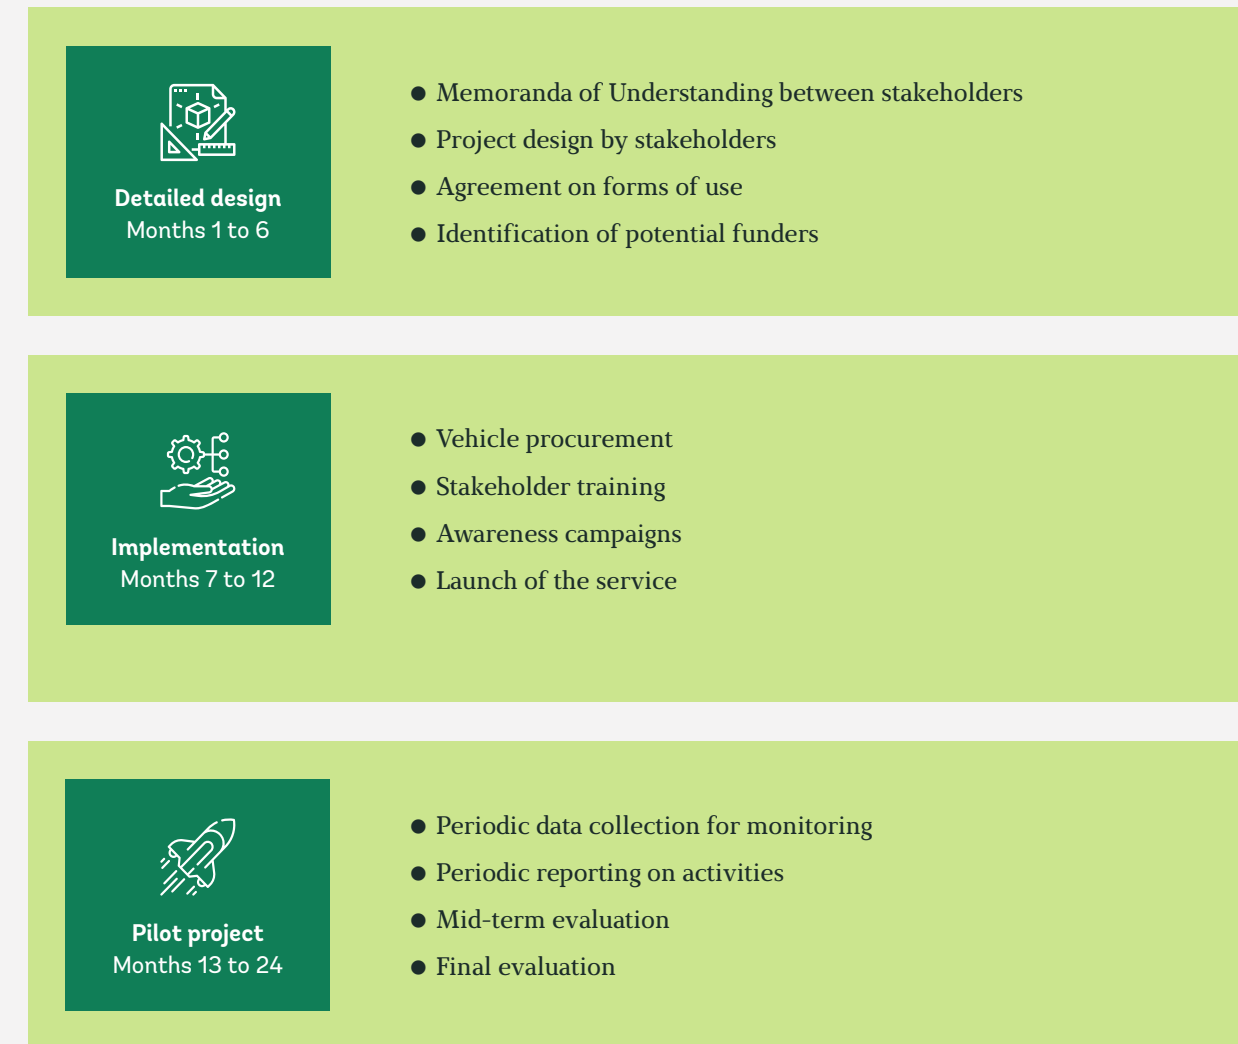 Detailed design
Months 1 to 6
● Memoranda of Understanding between stakeholders
● Project design by stakeholders
● Agreement on forms of use
● Identification of potential funders
Implementation
Months 7 to 12
● Vehicle procurement
● Stakeholder training
● Awareness campaigns
● Launch of the service
Pilot project
Months 13 to 24
● Periodic data collection for monitoring
● Periodic reporting on activities
● Mid-term evaluation
● Final evaluation